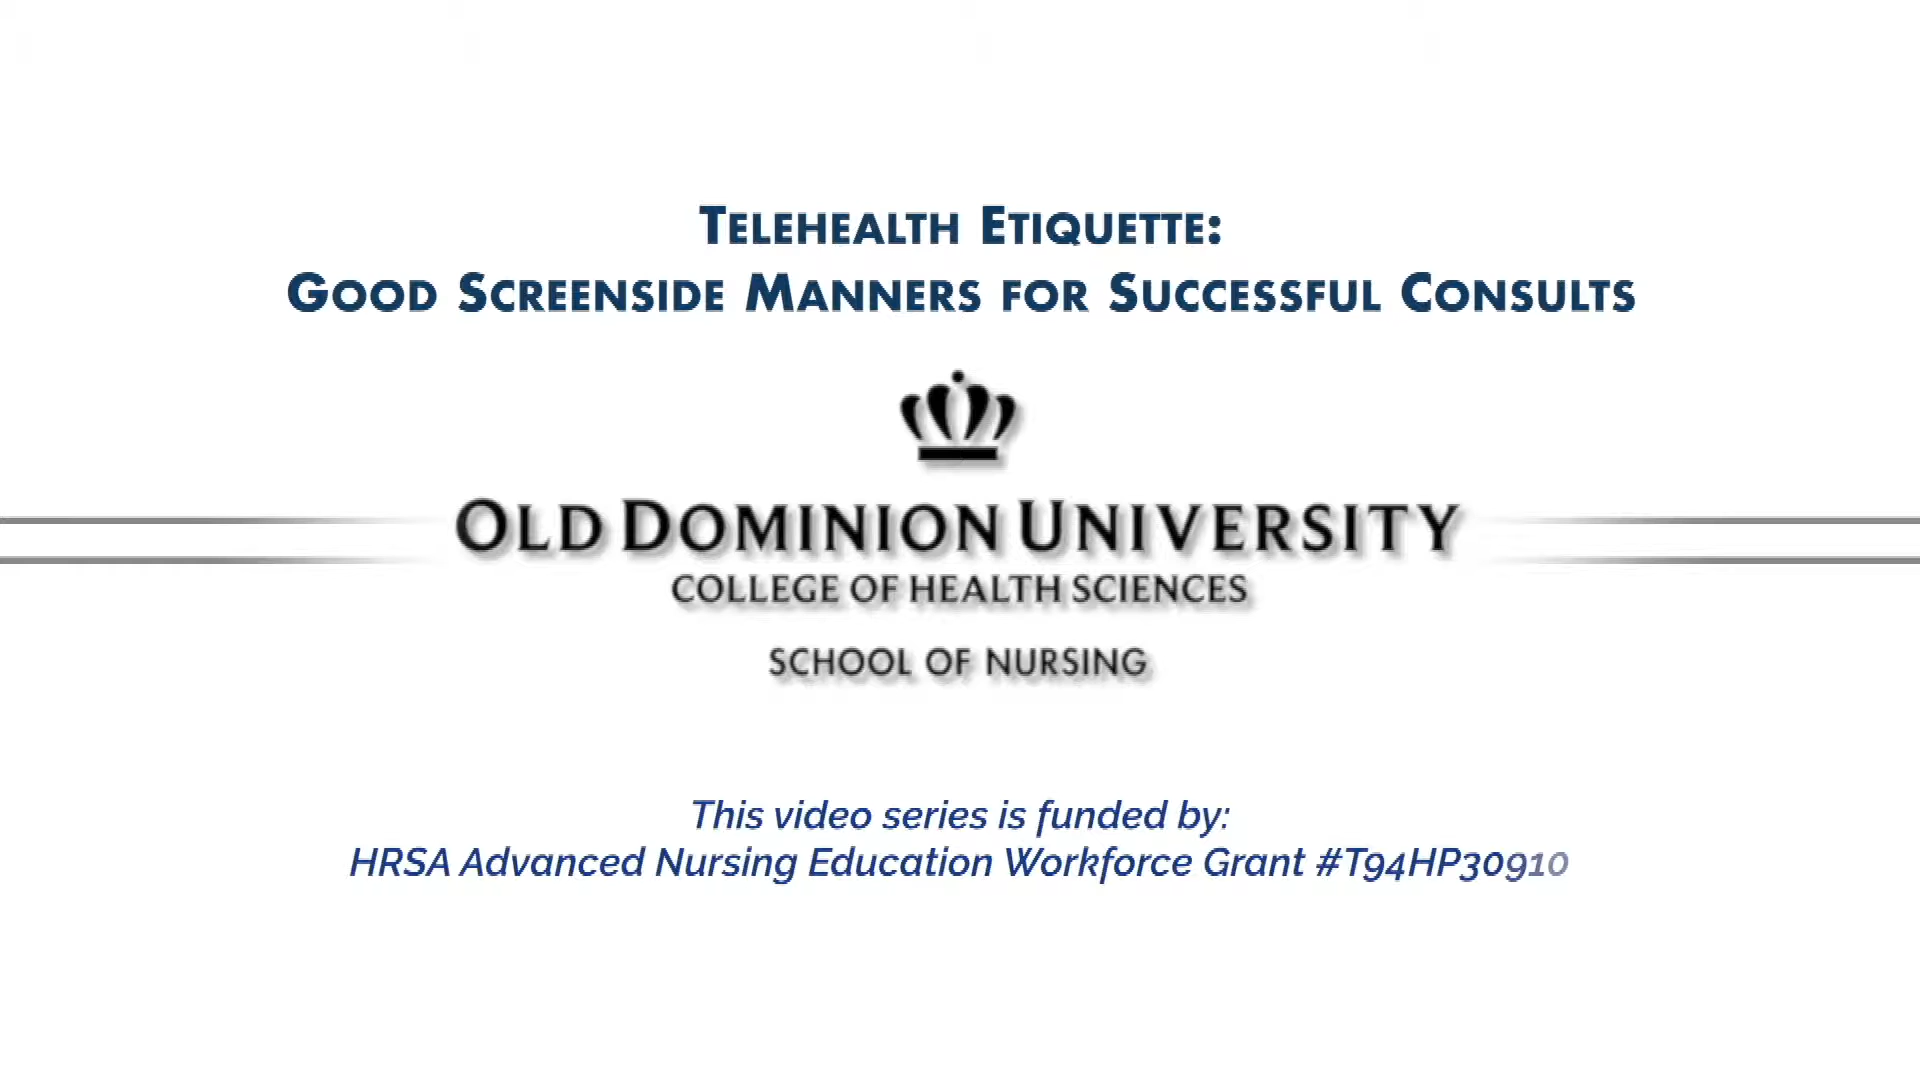 Telehealth Etiquette:
Good Screenside Manners for Successful Consults
Old Dominion University
COLLEGE OF HEALTH SCIENCES
SCHOOL OF NURSING
This video series is funded by:
HRSA Advanced Nursing Education Workforce Grant #T94HP30910